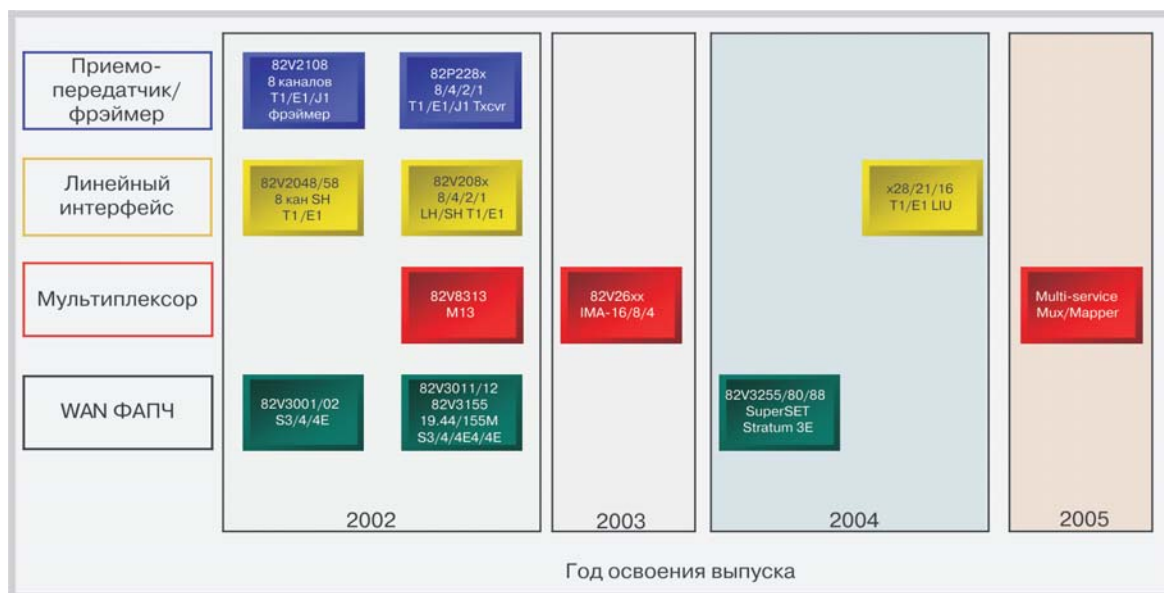 Приемо-
передатчик/
фрэймер
82V2108
8 каналов
T1/E1/J1
фрэймер
82P228x
8/4/2/1
T1/E1/J1 Txcvr
Линейный
интерфейс
82V2048/58
8 кан SH
T1/E1
82V208x
8/4/2/1
LH/SH T1/E1
x28/21/16
T1/E1 LIU
Мультиплексор
82V8313
M13
82V26xx
IMA-16/8/4
Multi-service
Mux/Mapper
WAN ФАПЧ
82V3001/02
S3/4/4E
82V3011/12
82V3155
19.44/155M
S3/4/4E4/4E
82V3255/80/88
SuperSET
Stratum 3E
2002
2003
2004
2005
Год освоения выпуска